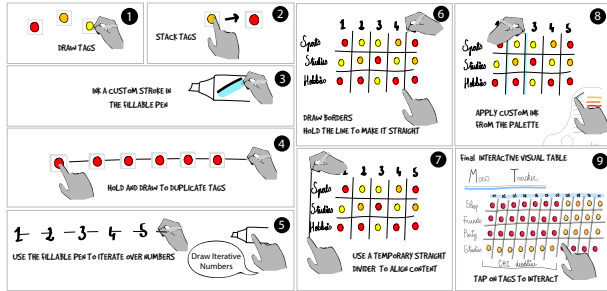 1
DRAW TAGS
2
STACK TAGS
3
INK A CUSTOM STROKE IN
THE FILLABLE PEN
4
HOLD AND DRAW TO DUPLICATE TAGS
5
1 2 3 4 5
USE THE FILLABLE PEN TO ITERATE OVER NUMBERS
Draw Iterative
Numbers
6
1 2 3 4 5
Sports
Studies
Hobbies
DRAW BORDERS
HOLD THE LINE TO MAKE IT STRAIGHT
7
1 2 3 4 5
Sports
Studies
Hobbies
USE A TEMPORARY STRAIGHT
DIVIDER TO ALIGN CONTENT
8
1 3 4 5
Sports
Studies
Hobbies
APPLY CUSTOM INK
FROM THE PALETTE
9
Final INTERACTIVE VISUAL TABLE
Mood Tracker
Sleep
Friends
Party
Studies
CHI deadline
TAP ON TAGS TO INTERACT